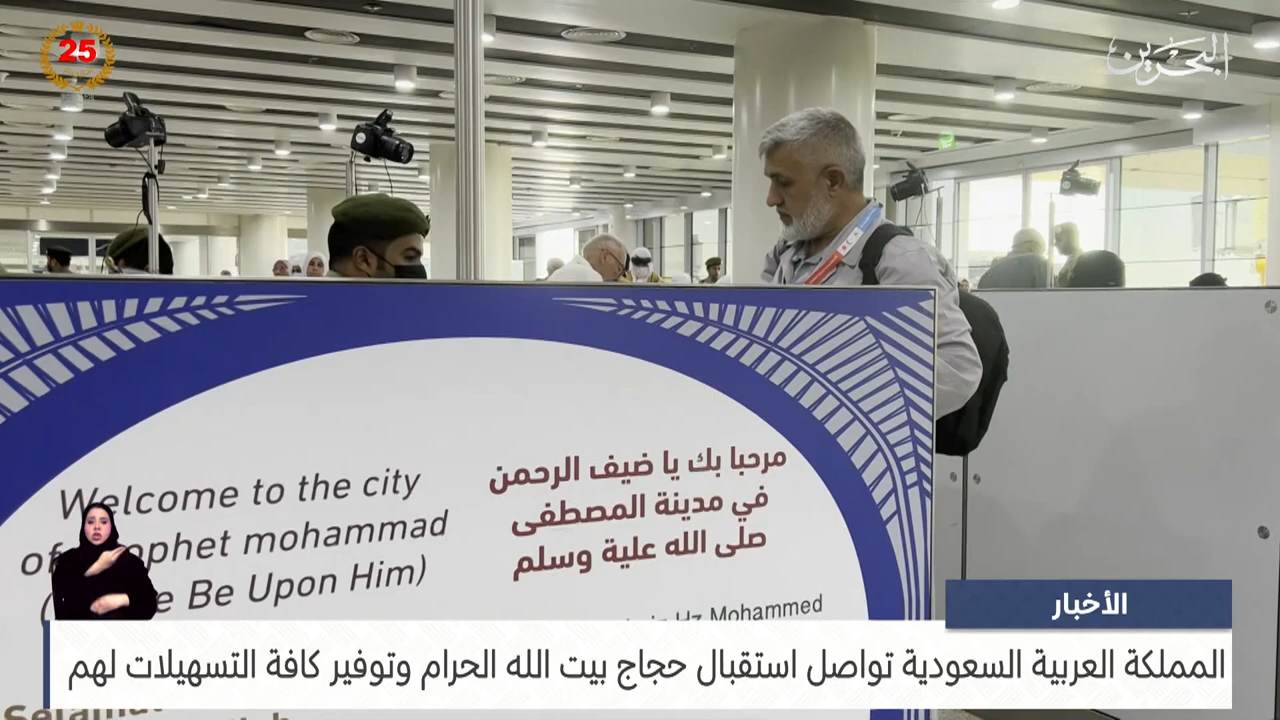 25
البحرين
Welcome to the city
of prophet mohammad
Be Upon Him)
مرحبا بك يا ضيف الرحمن
في مدينة المصطفى
صلى الله علية وسلم
Hz Mohammed
الأخبار
المملكة العربية السعودية تواصل استقبال حجاج بيت الله الحرام وتوفير كافة التسهيلات لهم